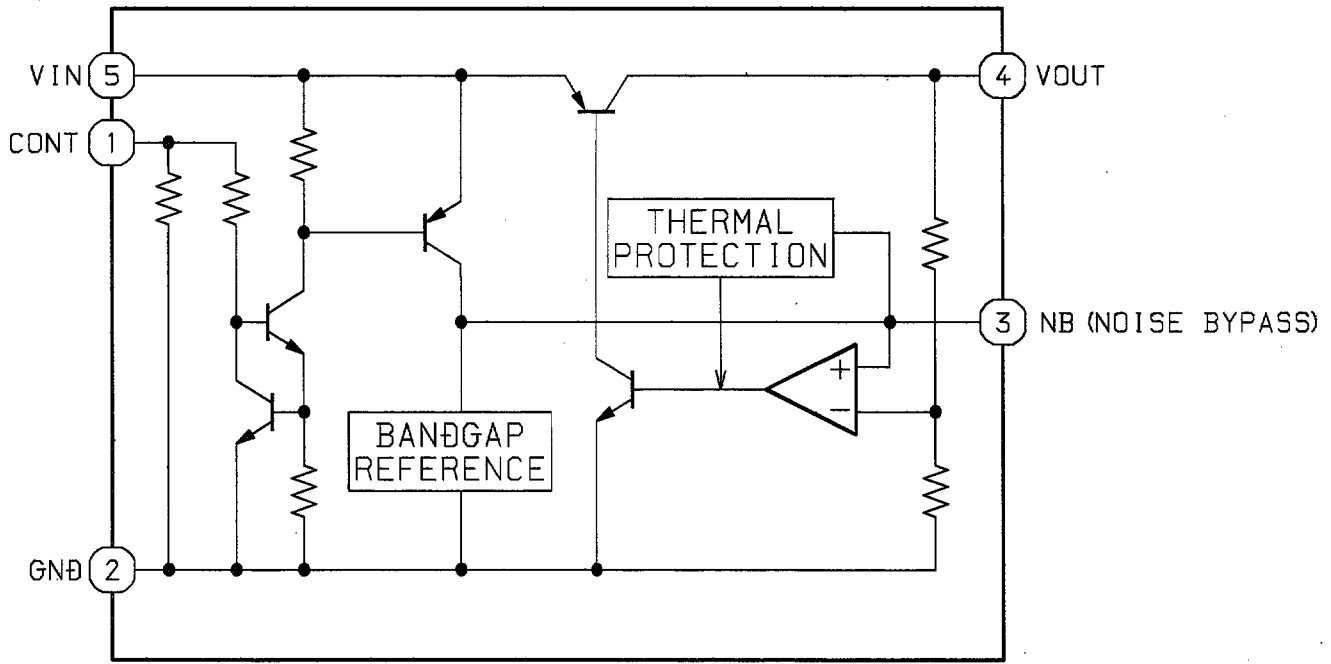 VIN 5
4 VOUT
CONT 1
THERMAL
PROTECTION
3 NB (NOISE BYPASS)
+
−
BANDGAP
REFERENCE
GND 2